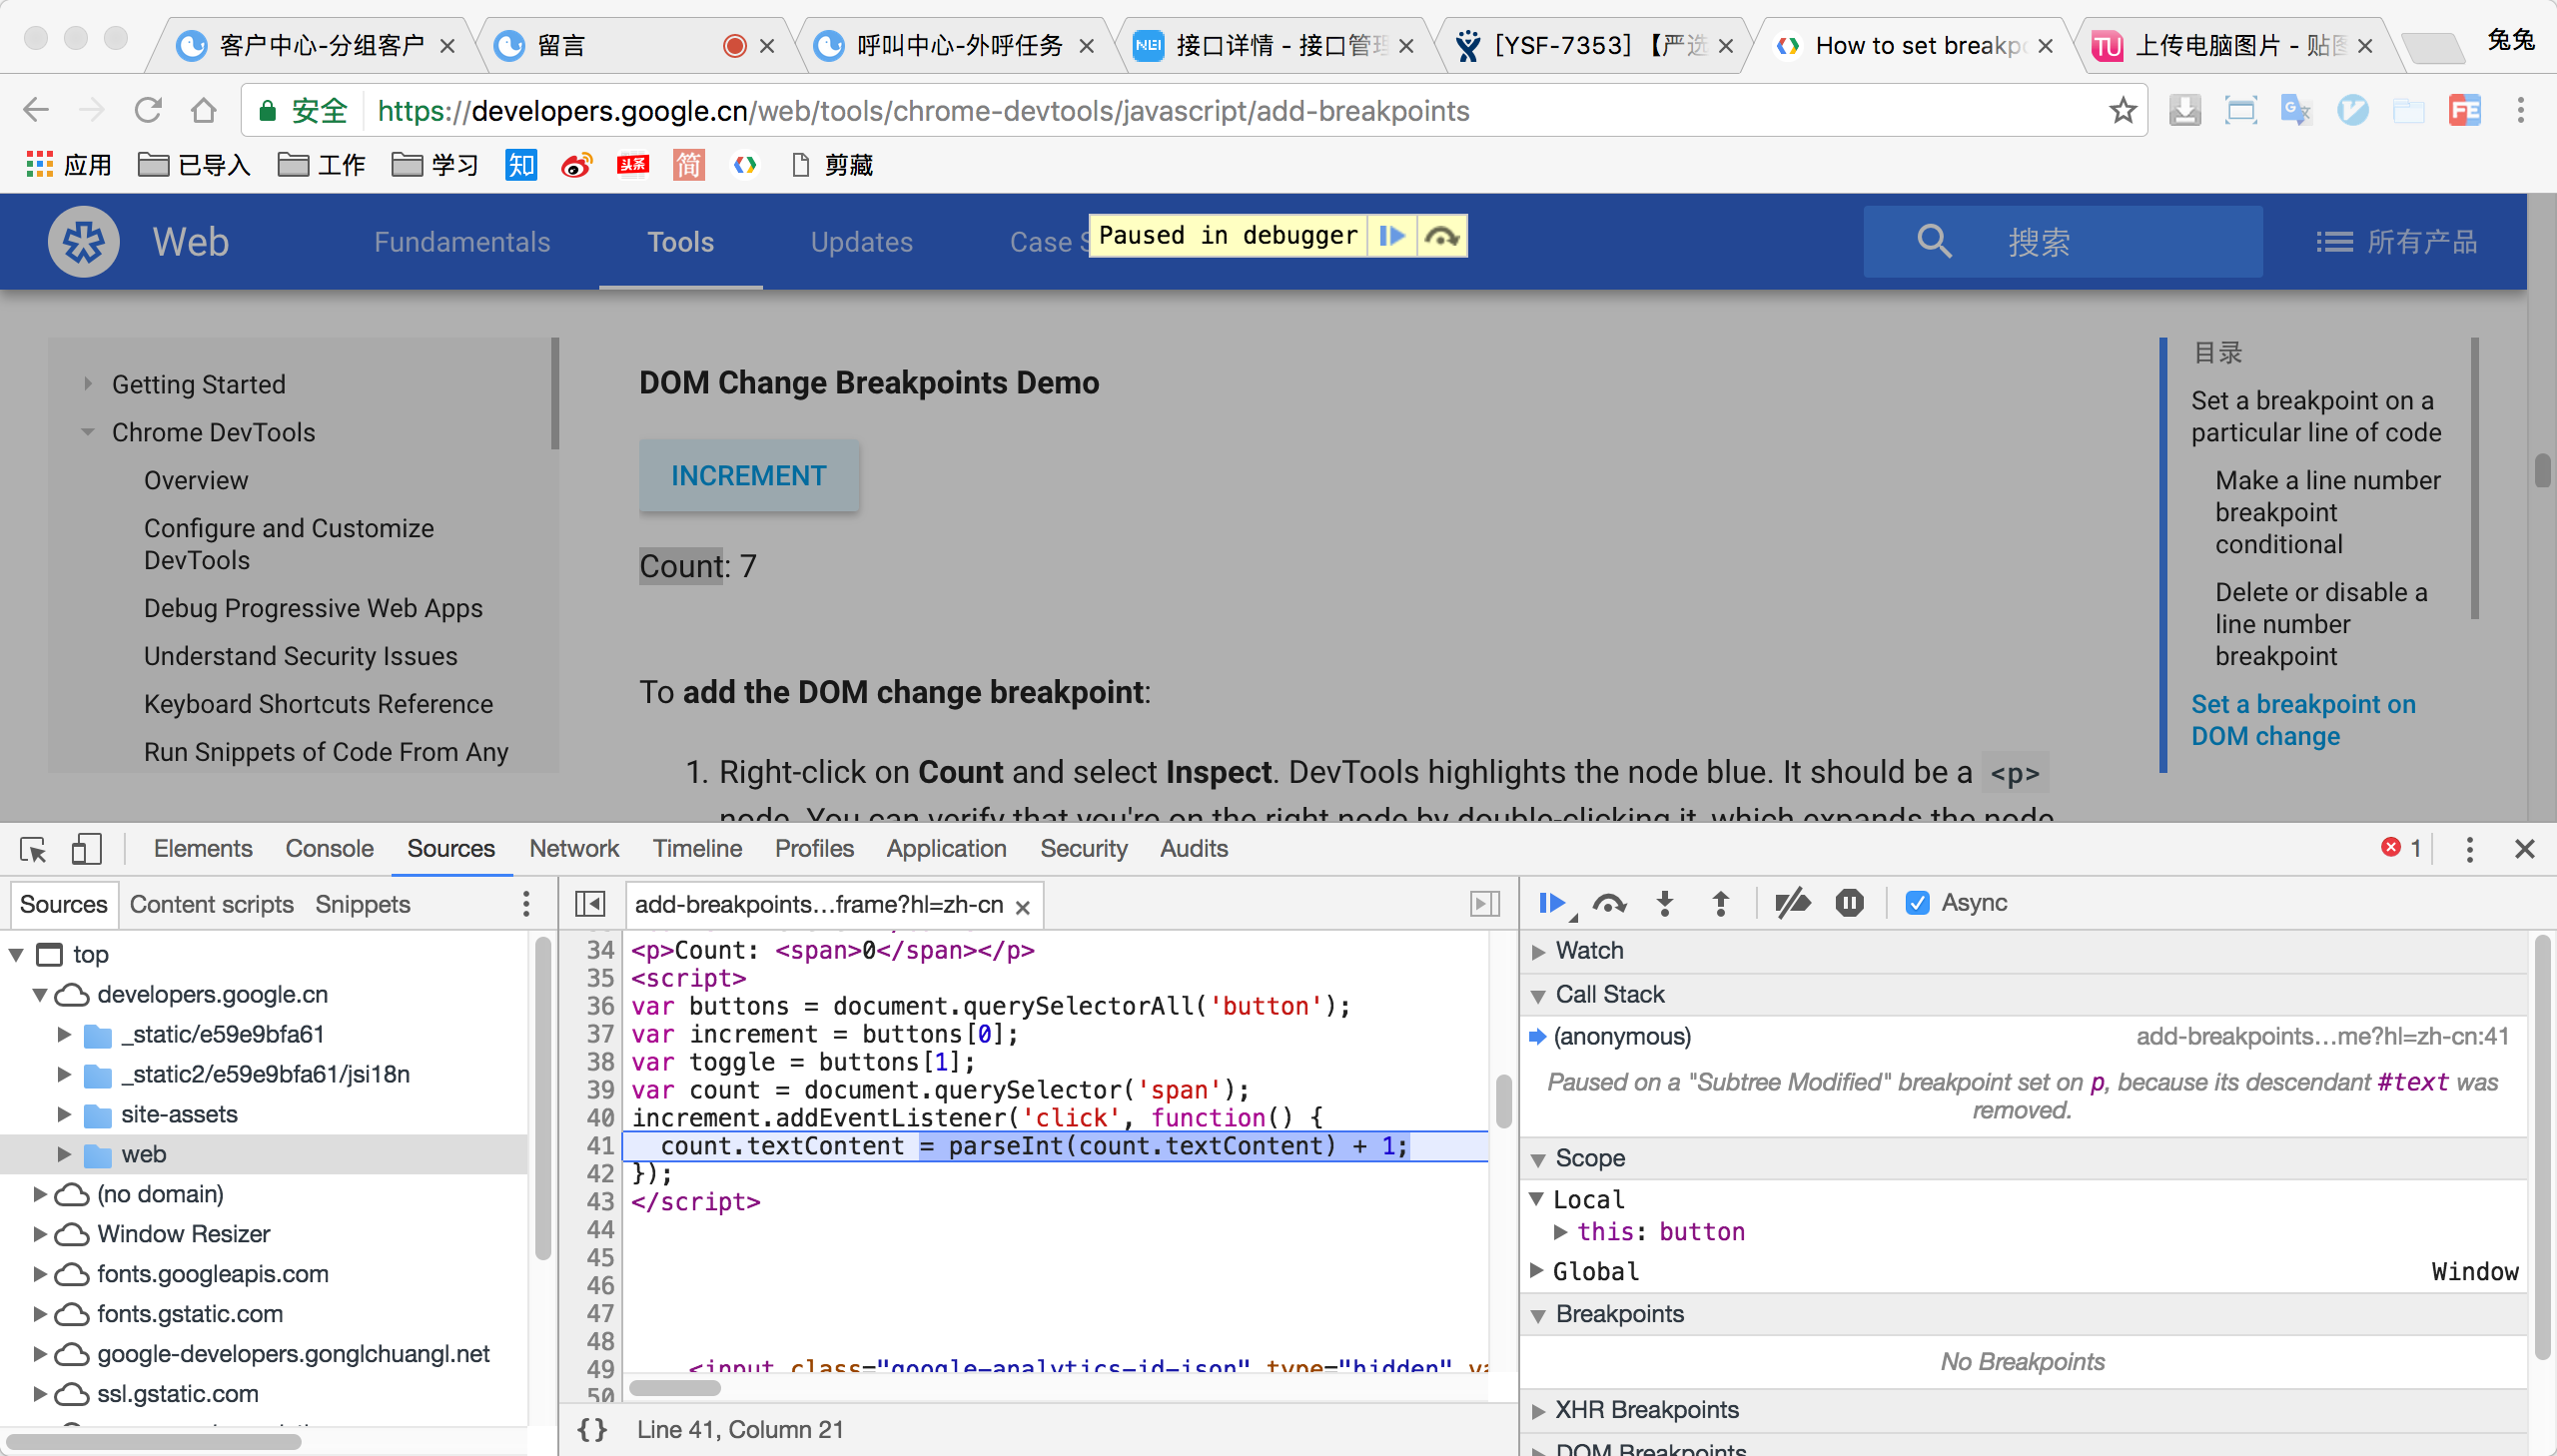 客户中心-分组客户
留言
呼叫中心-外呼任务
接口详情 - 接口管理
[YSF-7353] 【严选
How to set breakpo
上传电脑图片 - 贴图
兔兔
安全 https://developers.google.cn/web/tools/chrome-devtools/javascript/add-breakpoints
应用 已导入 工作 学习 知 头条 简 剪藏
Web Fundamentals Tools Updates Case S
Paused in debugger
搜索 所有产品
Getting Started
Chrome DevTools
Overview
Configure and Customize
DevTools
Debug Progressive Web Apps
Understand Security Issues
Keyboard Shortcuts Reference
Run Snippets of Code From Any
DOM Change Breakpoints Demo
INCREMENT
Count: 7
To add the DOM change breakpoint:
1. Right-click on Count and select Inspect. DevTools highlights the node blue. It should be a <p>
node. You can verify that you're on the right node by double-clicking it, which expands the node
目录
Set a breakpoint on a
particular line of code
Make a line number
breakpoint
conditional
Delete or disable a
line number
breakpoint
Set a breakpoint on
DOM change
Elements Console Sources Network Timeline Profiles Application Security Audits 1
Sources Content scripts Snippets
top
developers.google.cn
_static/e59e9bfa61
_static2/e59e9bfa61/jsi18n
site-assets
web
(no domain)
Window Resizer
fonts.googleapis.com
fonts.gstatic.com
google-developers.gonglchuangl.net
ssl.gstatic.com
add-breakpoints...frame?hl=zh-cn
34 <p>Count: <span>0</span></p>
35 <script>
36 var buttons = document.querySelectorAll('button');
37 var increment = buttons[0];
38 var toggle = buttons[1];
39 var count = document.querySelector('span');
40 increment.addEventListener('click', function() {
41 count.textContent = parseInt(count.textContent) + 1;
42 });
43 </script>
44
45
46
47
48
49 <input class="google-analytics-id-json" type="hidden" va
50
{} Line 41, Column 21
Async
Watch
Call Stack
(anonymous) add-breakpoints...me?hl=zh-cn:41
Paused on a "Subtree Modified" breakpoint set on p, because its descendant #text was
removed.
Scope
Local
this: button
Global Window
Breakpoints
No Breakpoints
XHR Breakpoints
DOM Breakpoints